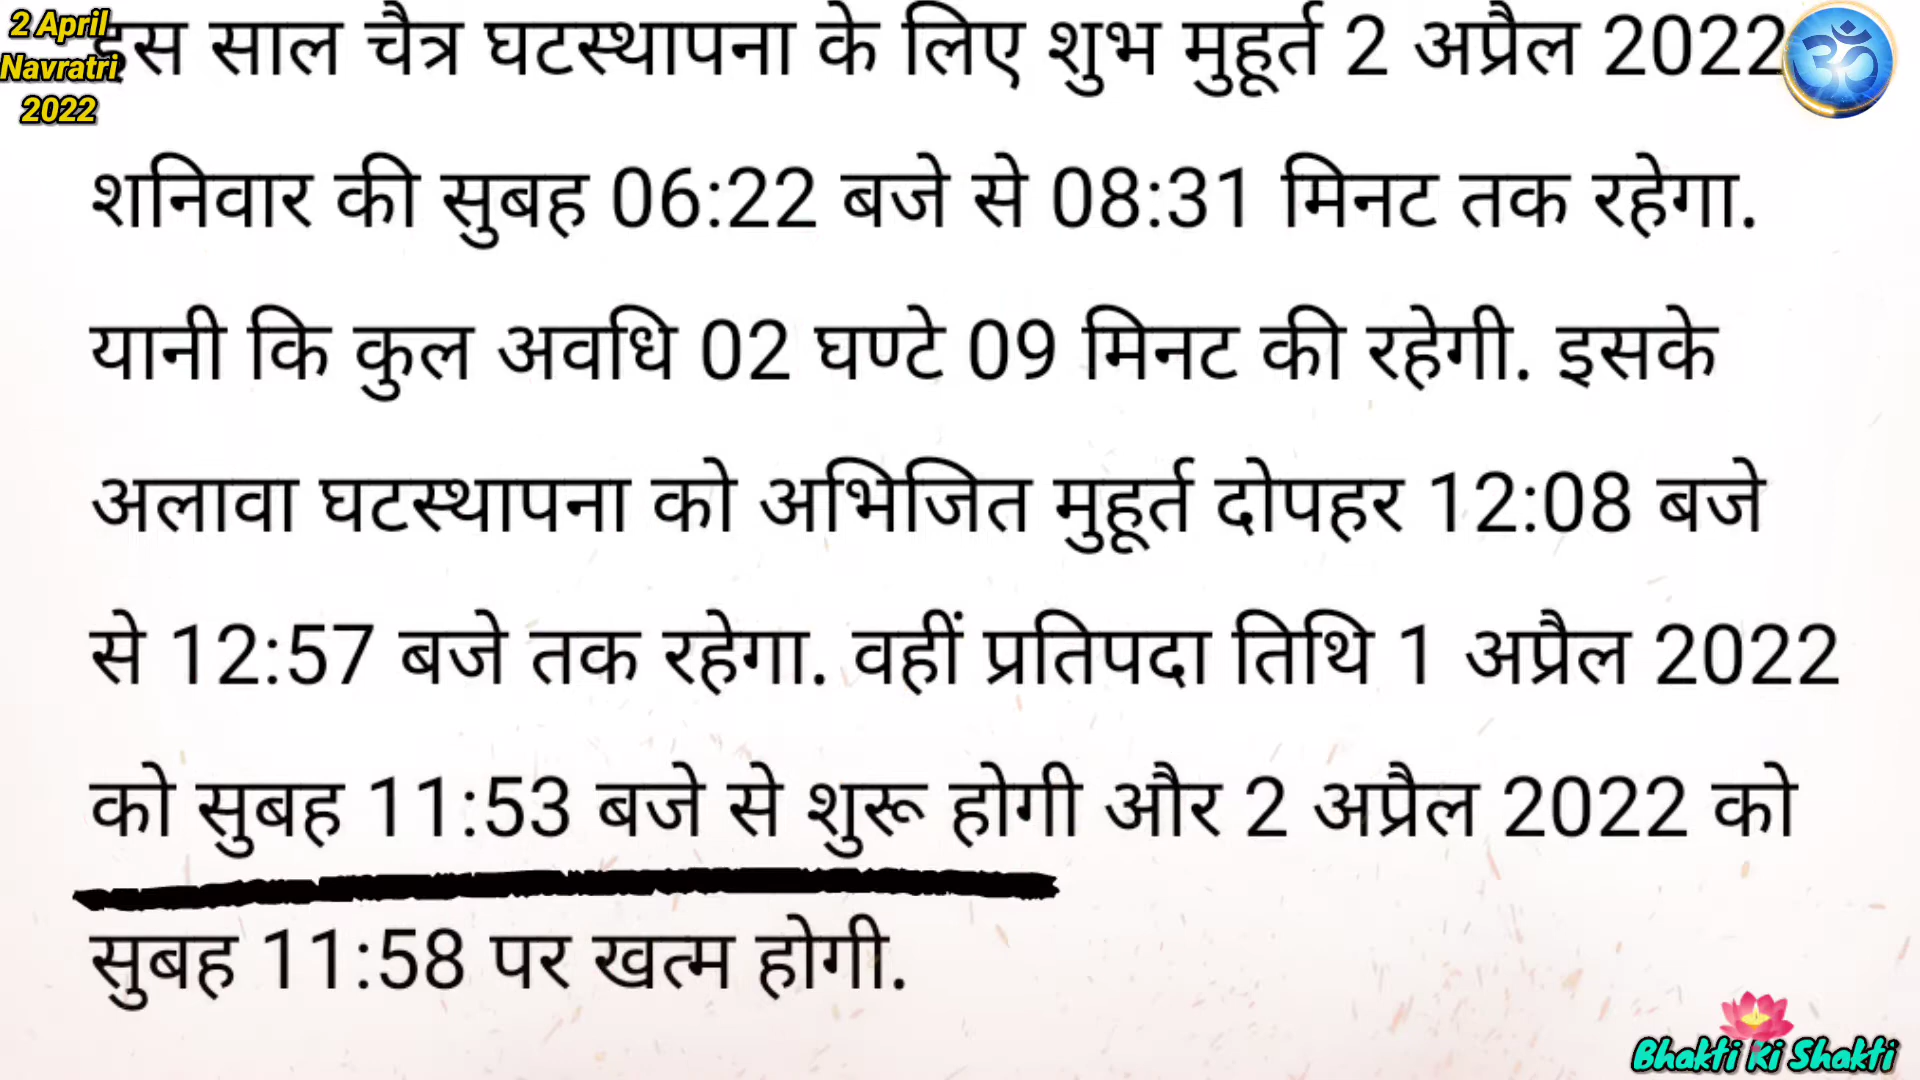 2 April
Navratri
2022
इस साल चैत्र घटस्थापना के लिए शुभ मुहूर्त 2 अप्रैल 2022
शनिवार की सुबह 06:22 बजे से 08:31 मिनट तक रहेगा.
यानी कि कुल अवधि 02 घण्टे 09 मिनट की रहेगी. इसके
अलावा घटस्थापना को अभिजित मुहूर्त दोपहर 12:08 बजे
से 12:57 बजे तक रहेगा. वहीं प्रतिपदा तिथि 1 अप्रैल 2022
को सुबह 11:53 बजे से शुरू होगी और 2 अप्रैल 2022 को
सुबह 11:58 पर खत्म होगी.
ॐ
Bhakti Ki Shakti